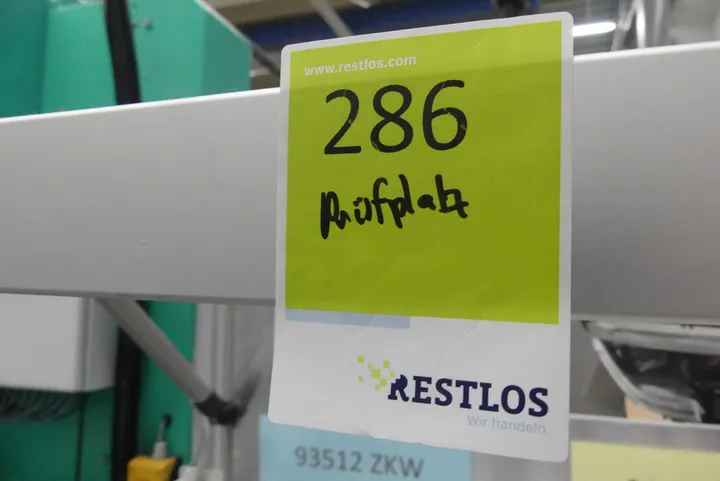 www.restlos.com
286
Prüfplatz
RESTLOS
Wir handeln.
93512 ZKW